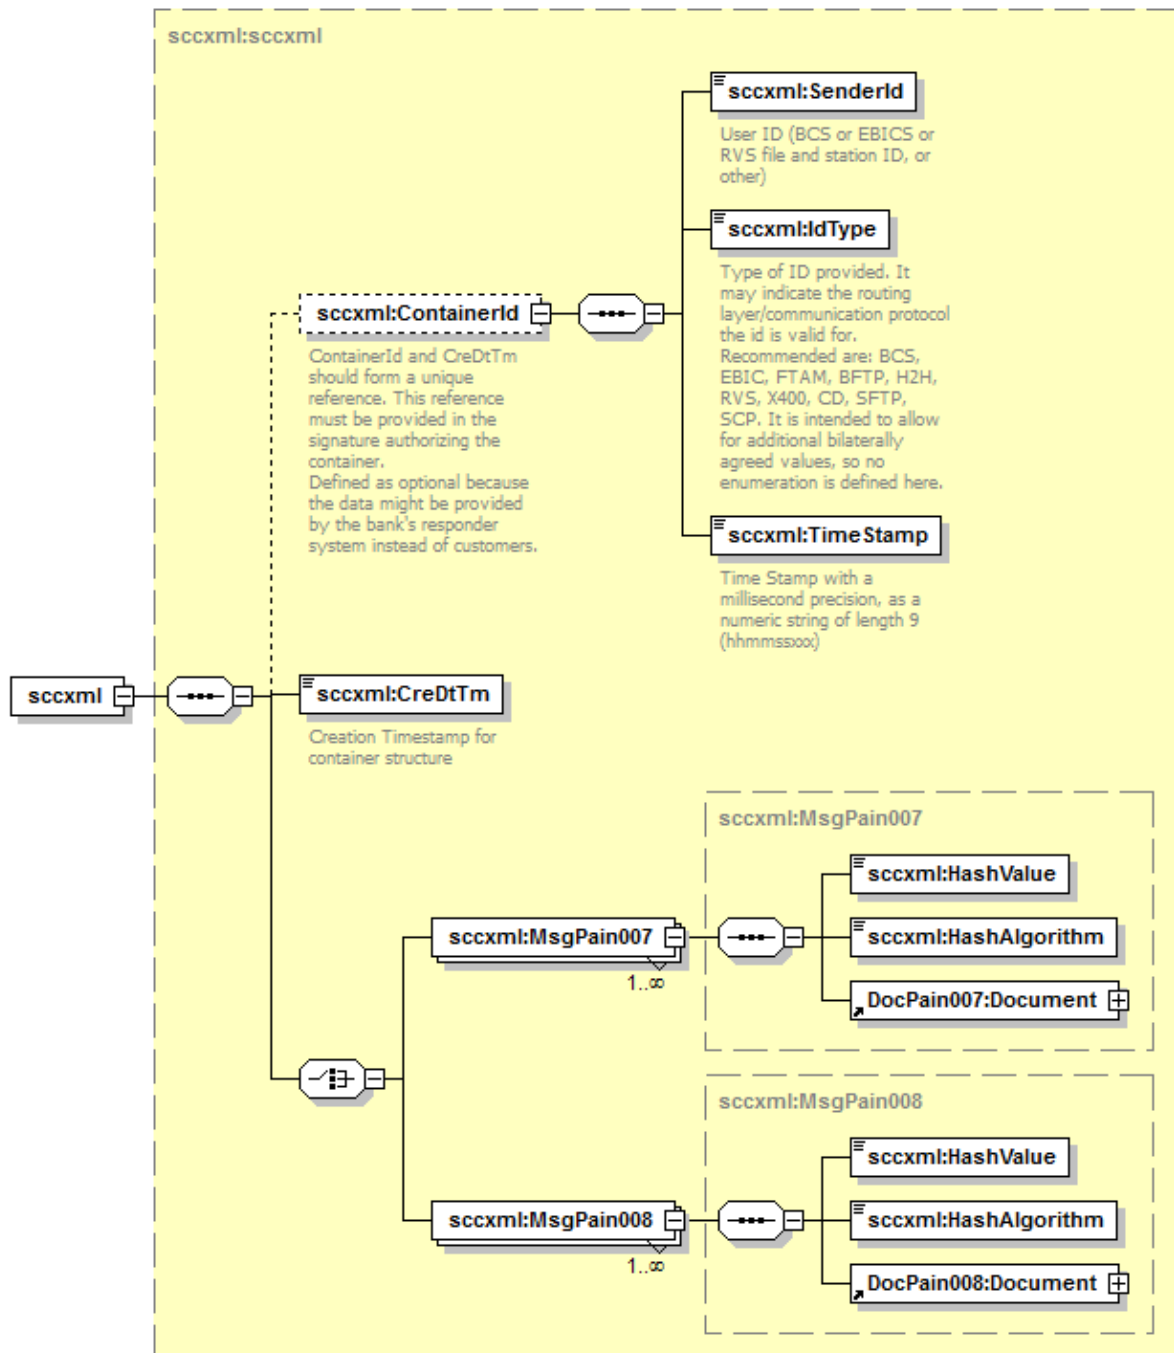 sccxml:sccxml
sccxml:SenderId
User ID (BCS or EBICS or
RVS file and station ID, or
other)
sccxml:IdType
Type of ID provided. It
may indicate the routing
layer/communication protocol
the id is valid for.
Recommended are: BCS,
EBIC, FTAM, BFTP, H2H,
RVS, X400, CD, SFTP,
SCP. It is intended to allow
for additional bilaterally
agreed values, so no
enumeration is defined here.
sccxml:ContainerId
ContainerId and CreDtTm
should form a unique
reference. This reference
must be provided in the
signature authorizing the
container.
Defined as optional because
the data might be provided
by the bank's responder
system instead of customers.
sccxml:TimeStamp
Time Stamp with a
millisecond precision, as a
numeric string of length 9
(hhmmssxxx)
sccxml
sccxml:CreDtTm
Creation Timestamp for
container structure
sccxml:MsgPain007
sccxml:HashValue
sccxml:MsgPain007
1..∞
sccxml:HashAlgorithm
DocPain007:Document
sccxml:MsgPain008
sccxml:HashValue
sccxml:MsgPain008
1..∞
sccxml:HashAlgorithm
DocPain008:Document